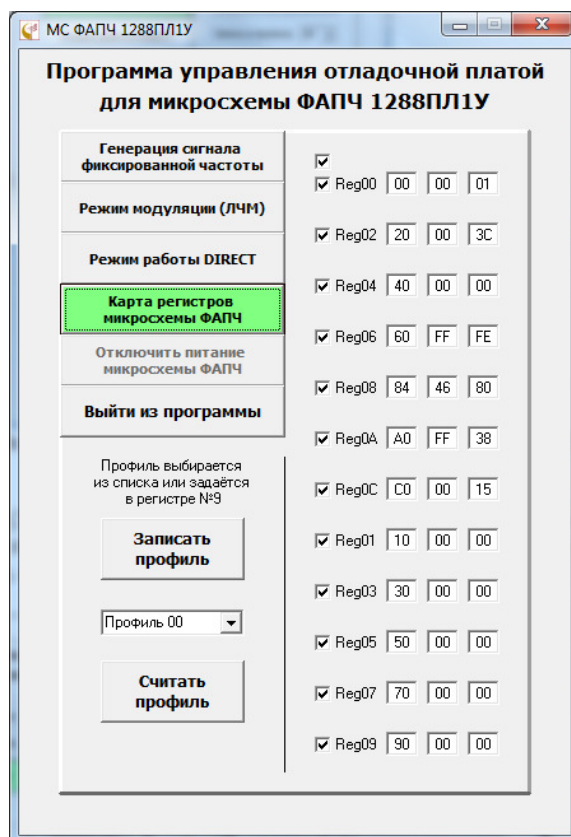 МС ФАПЧ 1288ПЛ1У
Программа управления отладочной платой
для микросхемы ФАПЧ 1288ПЛ1У
Генерация сигнала
фиксированной частоты
Режим модуляции (ЛЧМ)
Режим работы DIRECT
Карта регистров
микросхемы ФАПЧ
Отключить питание
микросхемы ФАПЧ
Выйти из программы
Профиль выбирается
из списка или задаётся
в регистре №9
Записать
профиль
Профиль 00
Считать
профиль
Reg00 00 00 01
Reg02 20 00 3C
Reg04 40 00 00
Reg06 60 FF FE
Reg08 84 46 80
Reg0A A0 FF 38
Reg0C C0 00 15
Reg01 10 00 00
Reg03 30 00 00
Reg05 50 00 00
Reg07 70 00 00
Reg09 90 00 00